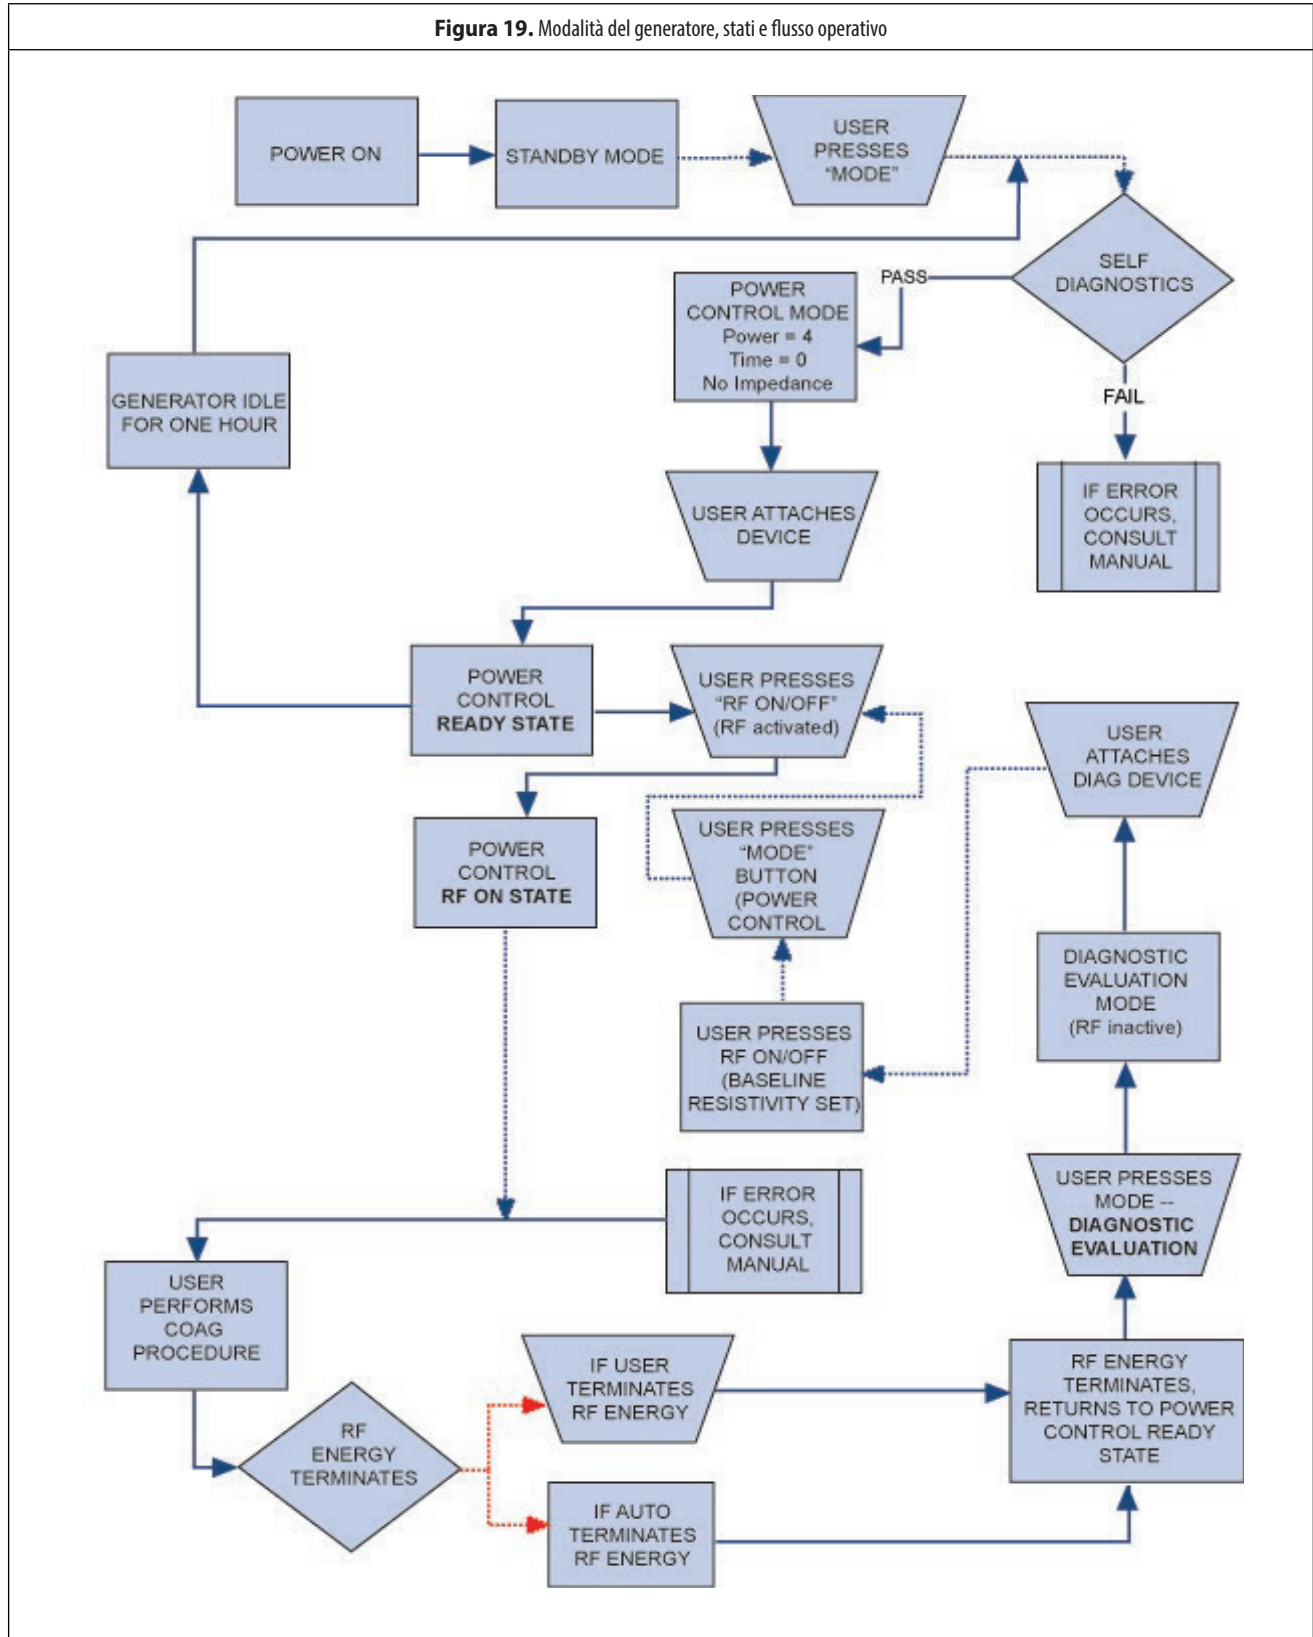 Figura 19. Modalità del generatore, stati e flusso operativo
POWER ON
STANDBY MODE
USER
PRESSES
“MODE”
SELF
DIAGNOSTICS
PASS
POWER
CONTROL MODE
Power = 4
Time = 0
No Impedance
GENERATOR IDLE
FOR ONE HOUR
FAIL
IF ERROR
OCCURS,
CONSULT
MANUAL
USER ATTACHES
DEVICE
POWER
CONTROL
READY STATE
USER PRESSES
“RF ON/OFF”
(RF activated)
USER
ATTACHES
DIAG DEVICE
POWER
CONTROL
RF ON STATE
USER PRESSES
“MODE”
BUTTON
(POWER
CONTROL
DIAGNOSTIC
EVALUATION
MODE
(RF inactive)
USER PRESSES
RF ON/OFF
(BASELINE
RESISTIVITY SET)
USER PRESSES
MODE --
DIAGNOSTIC
EVALUATION
IF ERROR
OCCURS,
CONSULT
MANUAL
USER
PERFORMS
COAG
PROCEDURE
RF
ENERGY
TERMINATES
IF USER
TERMINATES
RF ENERGY
RF ENERGY
TERMINATES,
RETURNS TO POWER
CONTROL READY
STATE
IF AUTO
TERMINATES
RF ENERGY